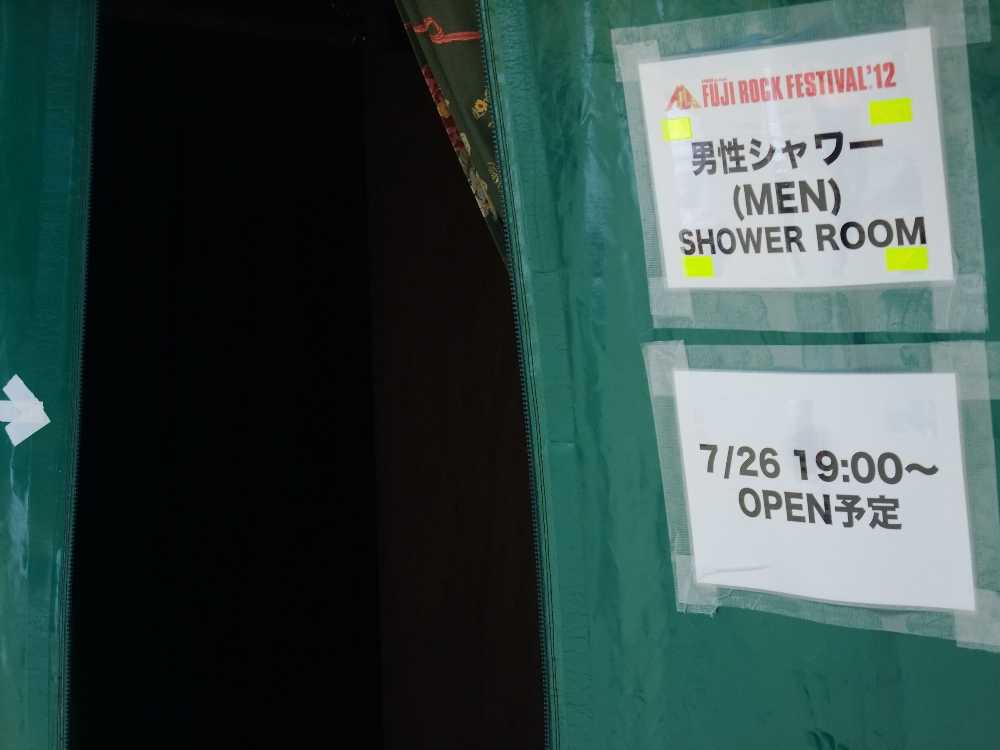 FUJI ROCK FESTIVAL'12
男性シャワー
(MEN)
SHOWER ROOM
7/26 19:00～
OPEN予定